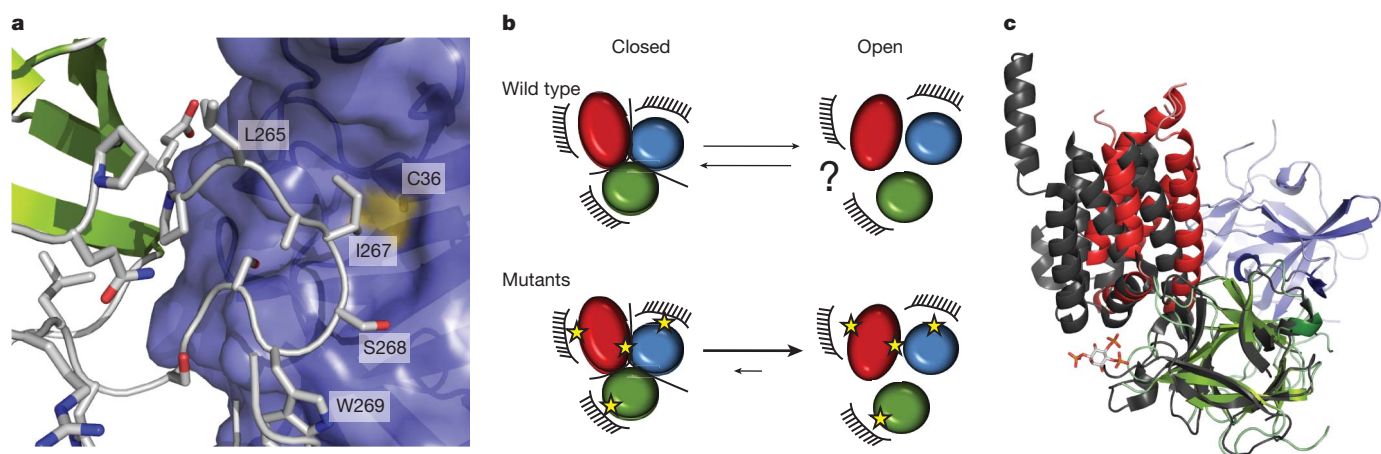 a
L265
C36
I267
S268
W269
b
Closed
Open
Wild type
?
Mutants
c